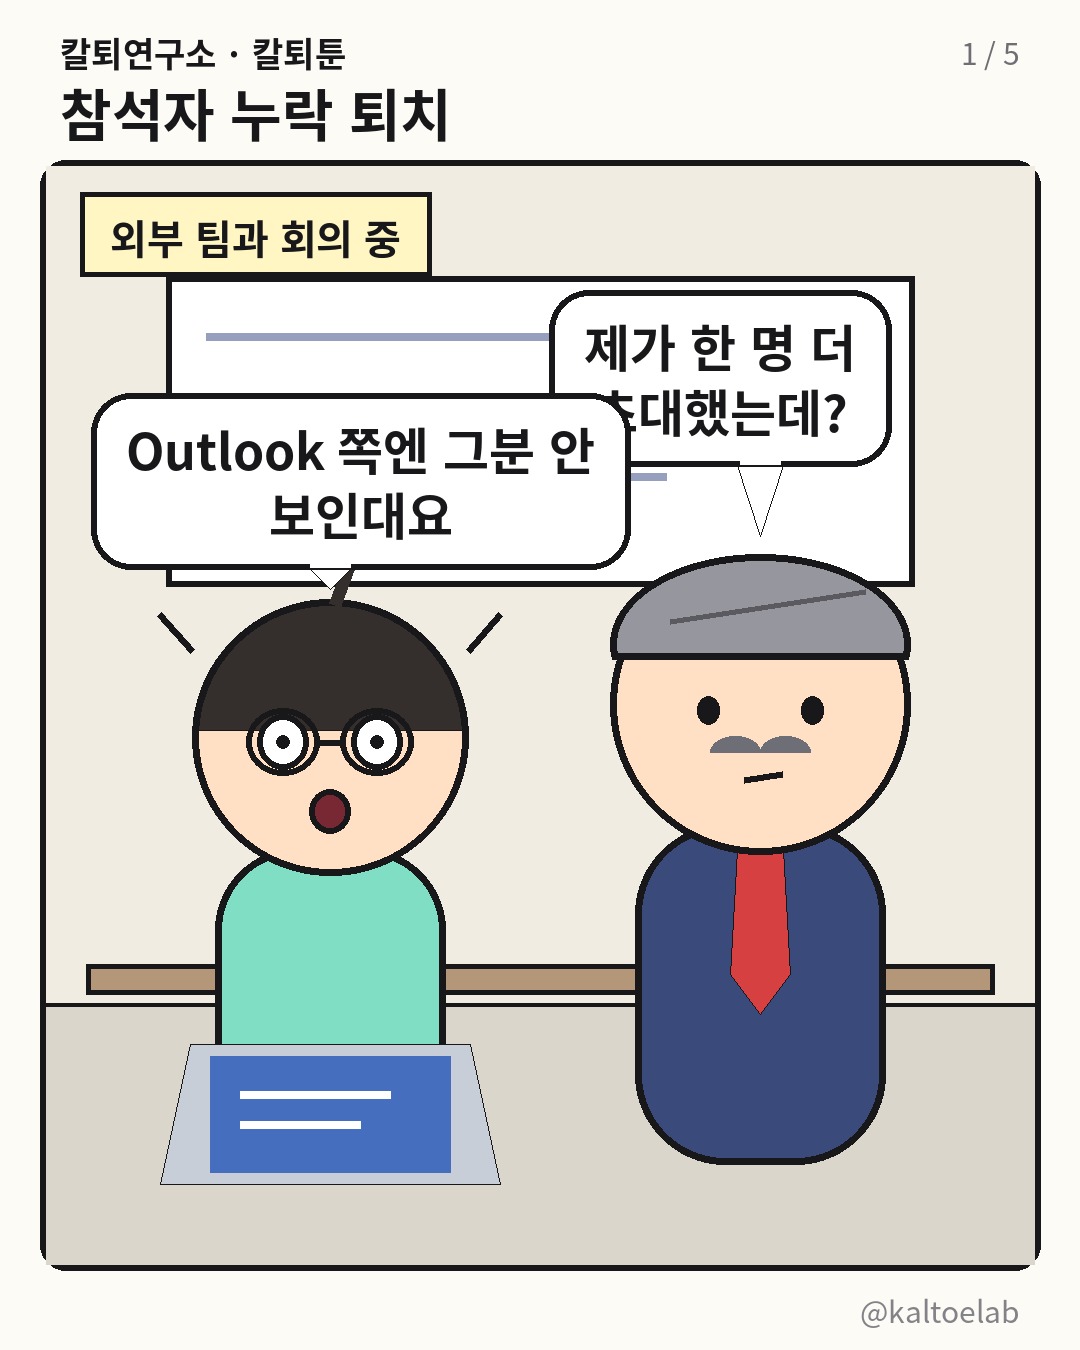 칼퇴연구소 · 칼퇴툰
1 / 5
참석자 누락 퇴치
외부 팀과 회의 중
제가 한 명 더
초대했는데?
Outlook 쪽엔 그분 안
보인대요
@kaltoelab